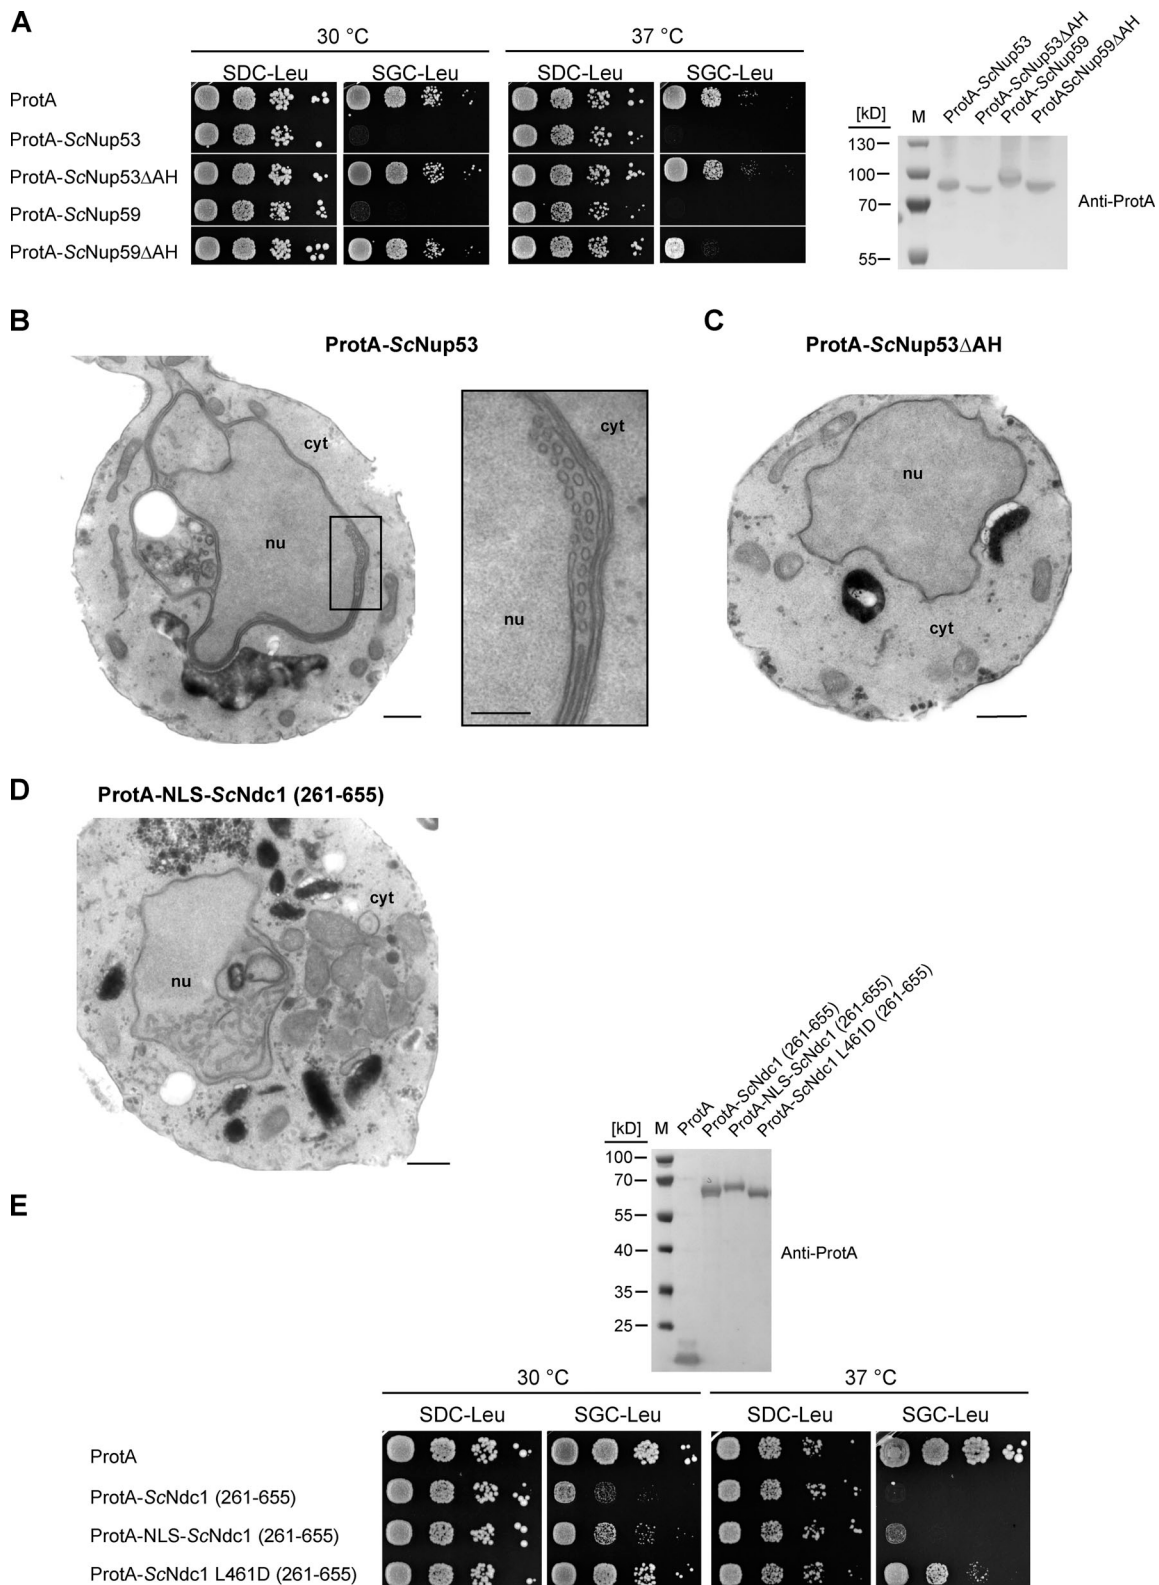 A
30 °C
37 °C
SDC-Leu
SGC-Leu
SDC-Leu
SGC-Leu
ProtA
ProtA-ScNup53
ProtA-ScNup53ΔAH
ProtA-ScNup59
ProtA-ScNup59ΔAH
[kD]
M
ProtA-ScNup53
ProtA-ScNup53ΔAH
ProtA-ScNup59
ProtAScNup59ΔAH
130
100
70
55
Anti-ProtA
B
ProtA-ScNup53
cyt
nu
cyt
nu
C
ProtA-ScNup53ΔAH
nu
cyt
D
ProtA-NLS-ScNdc1 (261-655)
cyt
nu
E
[kD]
M
ProtA
ProtA-ScNdc1 (261-655)
ProtA-NLS-ScNdc1 (261-655)
ProtA-ScNdc1 L461D (261-655)
100
70
55
40
35
25
Anti-ProtA
30 °C
37 °C
SDC-Leu
SGC-Leu
SDC-Leu
SGC-Leu
ProtA
ProtA-ScNdc1 (261-655)
ProtA-NLS-ScNdc1 (261-655)
ProtA-ScNdc1 L461D (261-655)